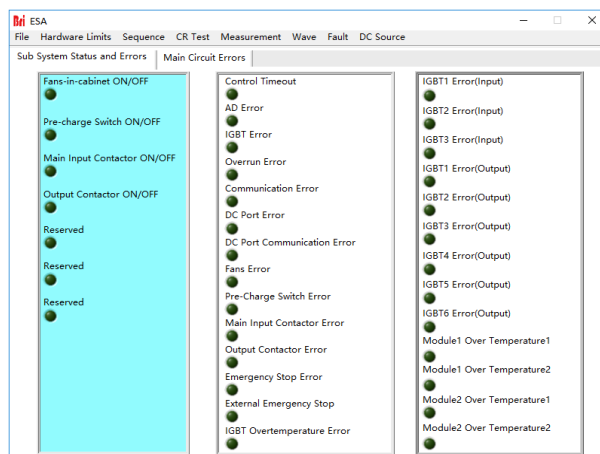 Bri ESA
File Hardware Limits Sequence CR Test Measurement Wave Fault DC Source
Sub System Status and Errors Main Circuit Errors
Fans-in-cabinet ON/OFF
Pre-charge Switch ON/OFF
Main Input Contactor ON/OFF
Output Contactor ON/OFF
Reserved
Reserved
Reserved
Control Timeout
AD Error
IGBT Error
Overrun Error
Communication Error
DC Port Error
DC Port Communication Error
Fans Error
Pre-Charge Switch Error
Main Input Contactor Error
Output Contactor Error
Emergency Stop Error
External Emergency Stop
IGBT Overtemperature Error
IGBT1 Error(Input)
IGBT2 Error(Input)
IGBT3 Error(Input)
IGBT1 Error(Output)
IGBT2 Error(Output)
IGBT3 Error(Output)
IGBT4 Error(Output)
IGBT5 Error(Output)
IGBT6 Error(Output)
Module1 Over Temperature1
Module1 Over Temperature2
Module2 Over Temperature1
Module2 Over Temperature2